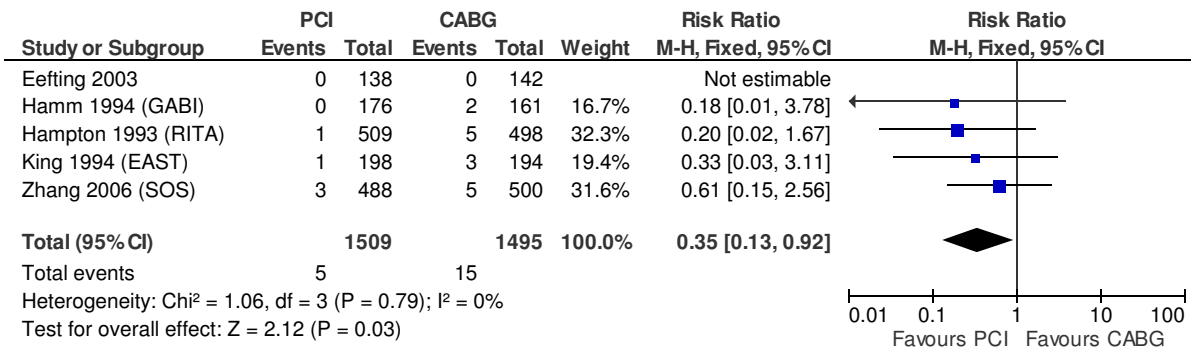 PCI CABG Risk Ratio Risk Ratio
Study or Subgroup Events Total Events Total Weight M-H, Fixed, 95% CI M-H, Fixed, 95% CI
Eefting 2003 0 138 0 142 Not estimable
Hamm 1994 (GABI) 0 176 2 161 16.7% 0.18 [0.01, 3.78]
Hampton 1993 (RITA) 1 509 5 498 32.3% 0.20 [0.02, 1.67]
King 1994 (EAST) 1 198 3 194 19.4% 0.33 [0.03, 3.11]
Zhang 2006 (SOS) 3 488 5 500 31.6% 0.61 [0.15, 2.56]
Total (95% CI) 1509 1495 100.0% 0.35 [0.13, 0.92]
Total events 5 15
Heterogeneity: Chi² = 1.06, df = 3 (P = 0.79); I² = 0%
Test for overall effect: Z = 2.12 (P = 0.03)
0.01 0.1 1 10 100
Favours PCI Favours CABG